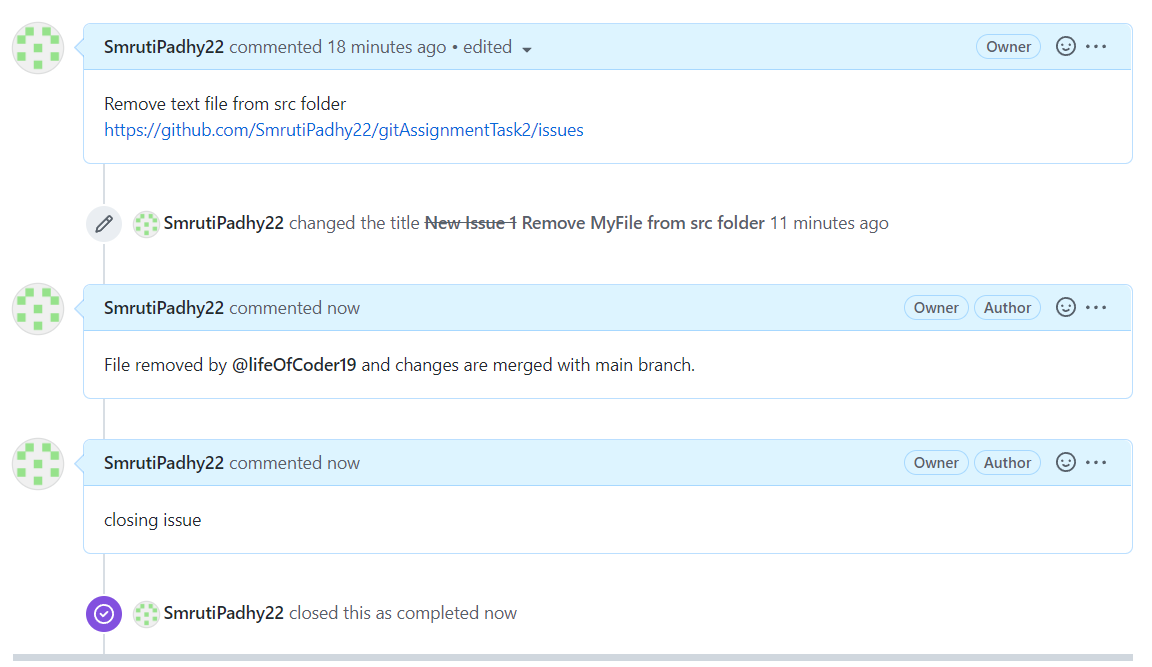 SmrutiPadhy22 commented 18 minutes ago • edited Owner
Remove text file from src folder
https://github.com/SmrutiPadhy22/gitAssignmentTask2/issues
SmrutiPadhy22 changed the title New Issue 1 Remove MyFile from src folder 11 minutes ago
SmrutiPadhy22 commented now Owner Author
File removed by @lifeOfCoder19 and changes are merged with main branch.
SmrutiPadhy22 commented now Owner Author
closing issue
SmrutiPadhy22 closed this as completed now